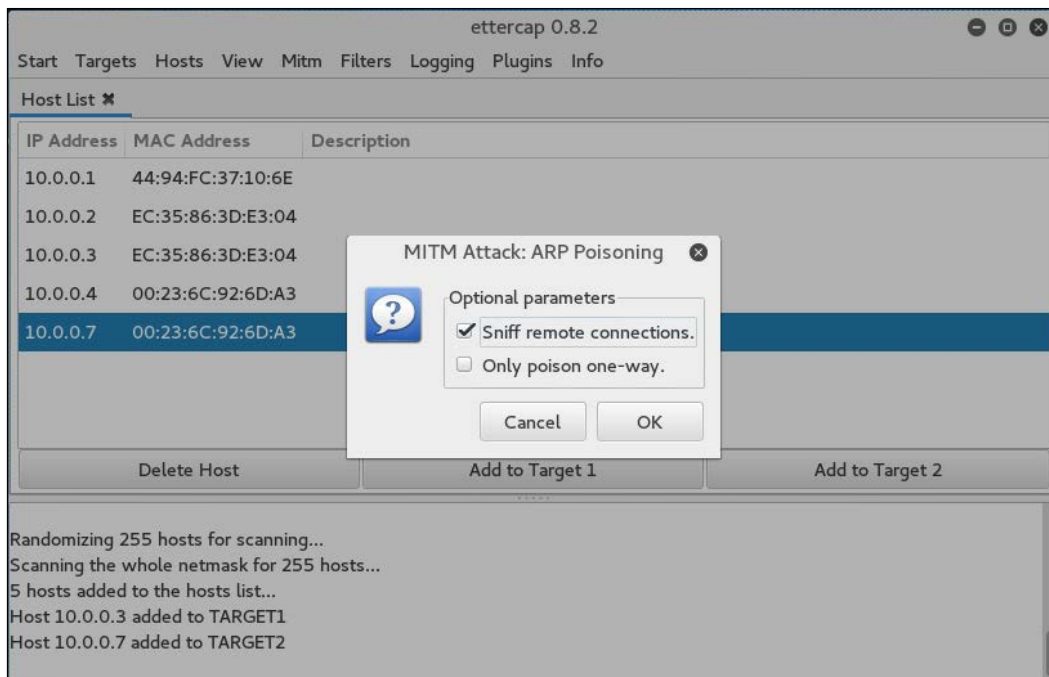 ettercap 0.8.2
Start Targets Hosts View Mitm Filters Logging Plugins Info
Host List
IP Address MAC Address Description
10.0.0.1 44:94:FC:37:10:6E
10.0.0.2 EC:35:86:3D:E3:04
10.0.0.3 EC:35:86:3D:E3:04
10.0.0.4 00:23:6C:92:6D:A3
10.0.0.7 00:23:6C:92:6D:A3
MITM Attack: ARP Poisoning
Optional parameters
Sniff remote connections.
Only poison one-way.
Cancel OK
Delete Host Add to Target 1 Add to Target 2
Randomizing 255 hosts for scanning...
Scanning the whole netmask for 255 hosts...
5 hosts added to the hosts list...
Host 10.0.0.3 added to TARGET1
Host 10.0.0.7 added to TARGET2